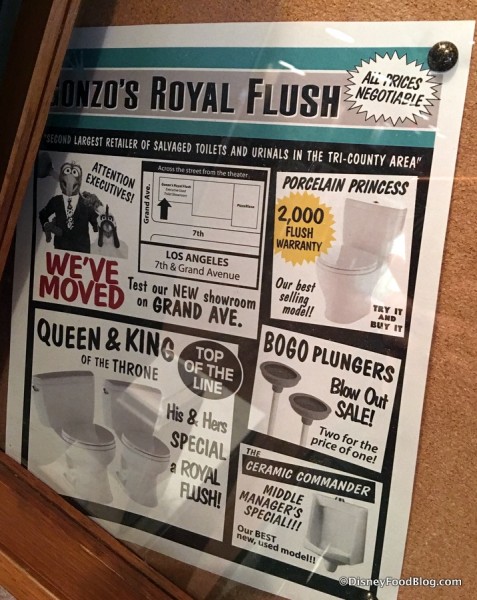 GONZO'S ROYAL FLUSH
ALL PRICES
NEGOTIABLE
"SECOND LARGEST RETAILER OF SALVAGED TOILETS AND URINALS IN THE TRI-COUNTY AREA"
ATTENTION
EXECUTIVES!
WE'VE
MOVED
Across the street from the theater.
Grand Ave.
7th
LOS ANGELES
7th & Grand Avenue
Test our NEW showroom
on GRAND AVE.
PORCELAIN PRINCESS
2,000
FLUSH
WARRANTY
Our best
selling
model!
TRY IT
AND
BUY IT
QUEEN & KING
OF THE THRONE
TOP
OF THE
LINE
His & Hers
SPECIAL
a ROYAL
FLUSH!
BOGO PLUNGERS
Blow Out
SALE!
Two for the
price of one!
THE
CERAMIC COMMANDER
MIDDLE
MANAGER'S
SPECIAL!!!
Our BEST
new, used model!!
©DisneyFoodBlog.com